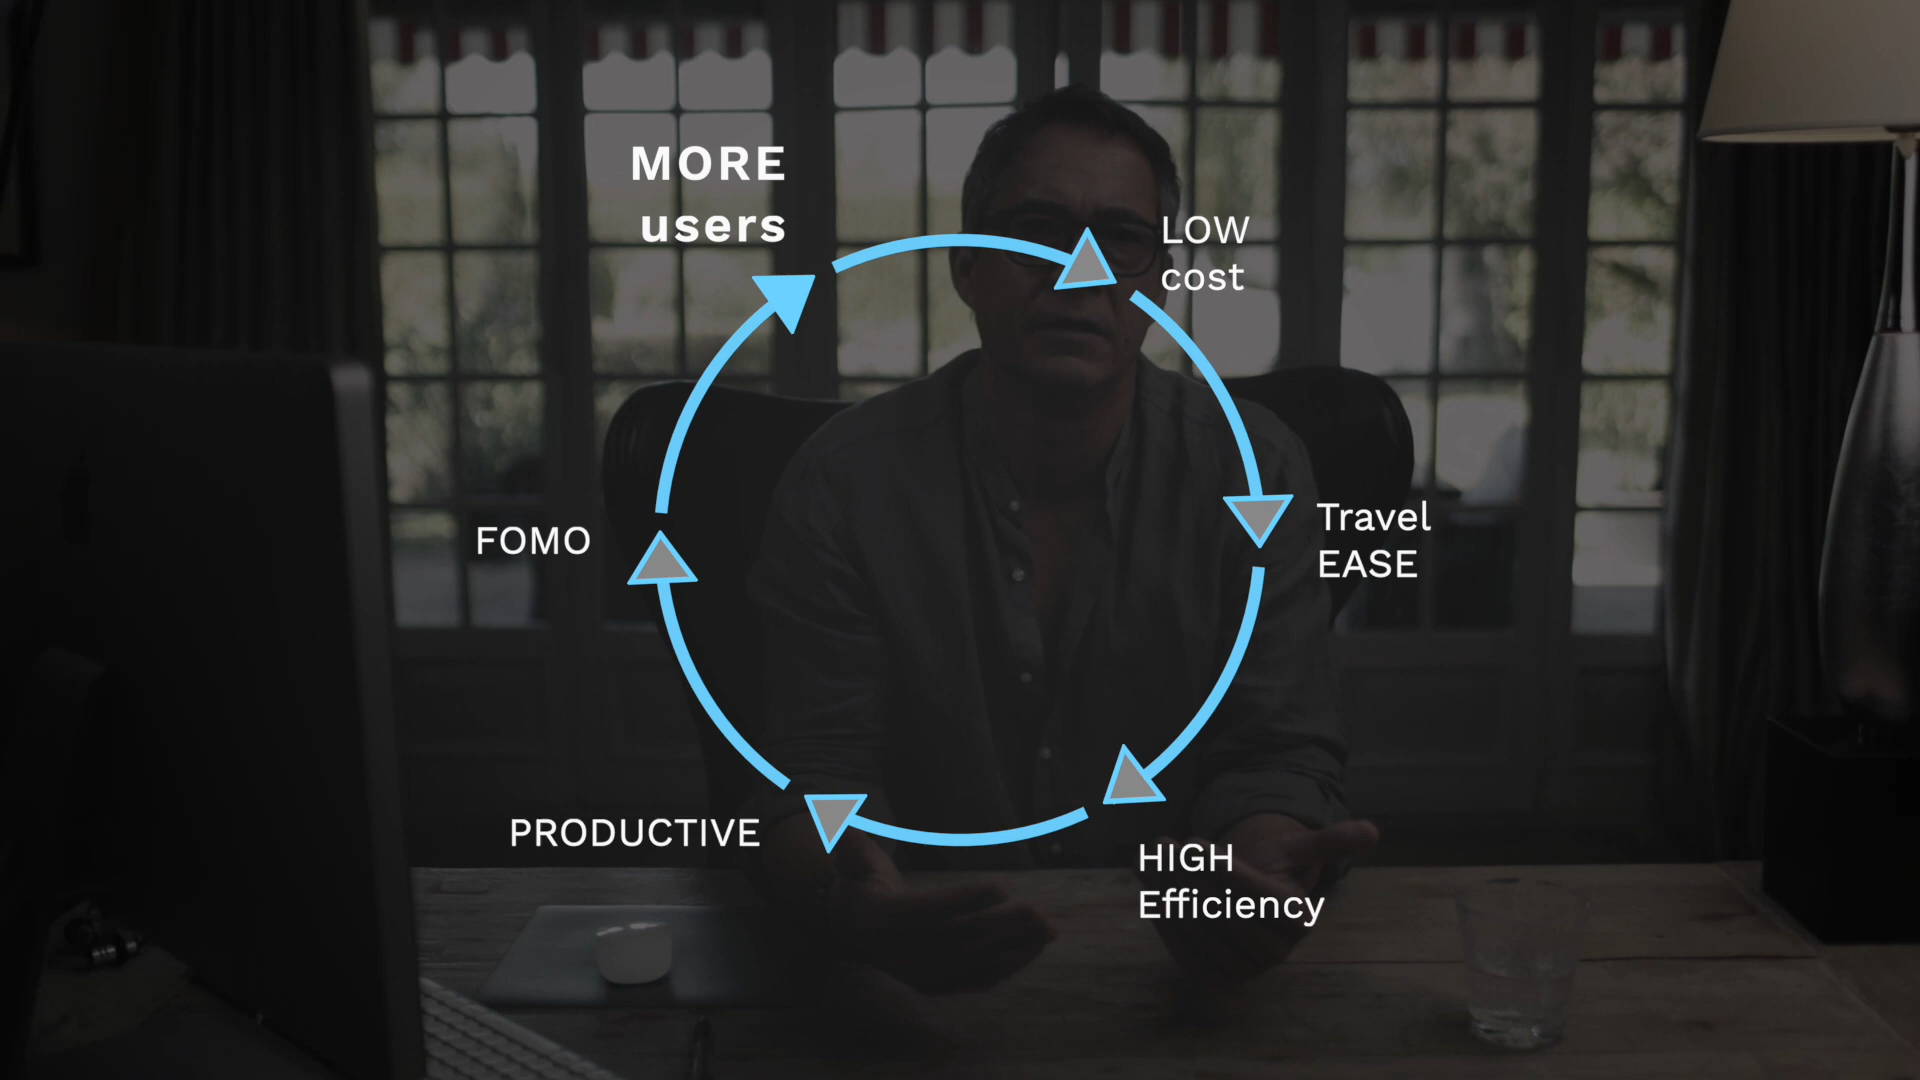 MORE
users
LOW
cost
Travel
EASE
HIGH
Efficiency
PRODUCTIVE
FOMO